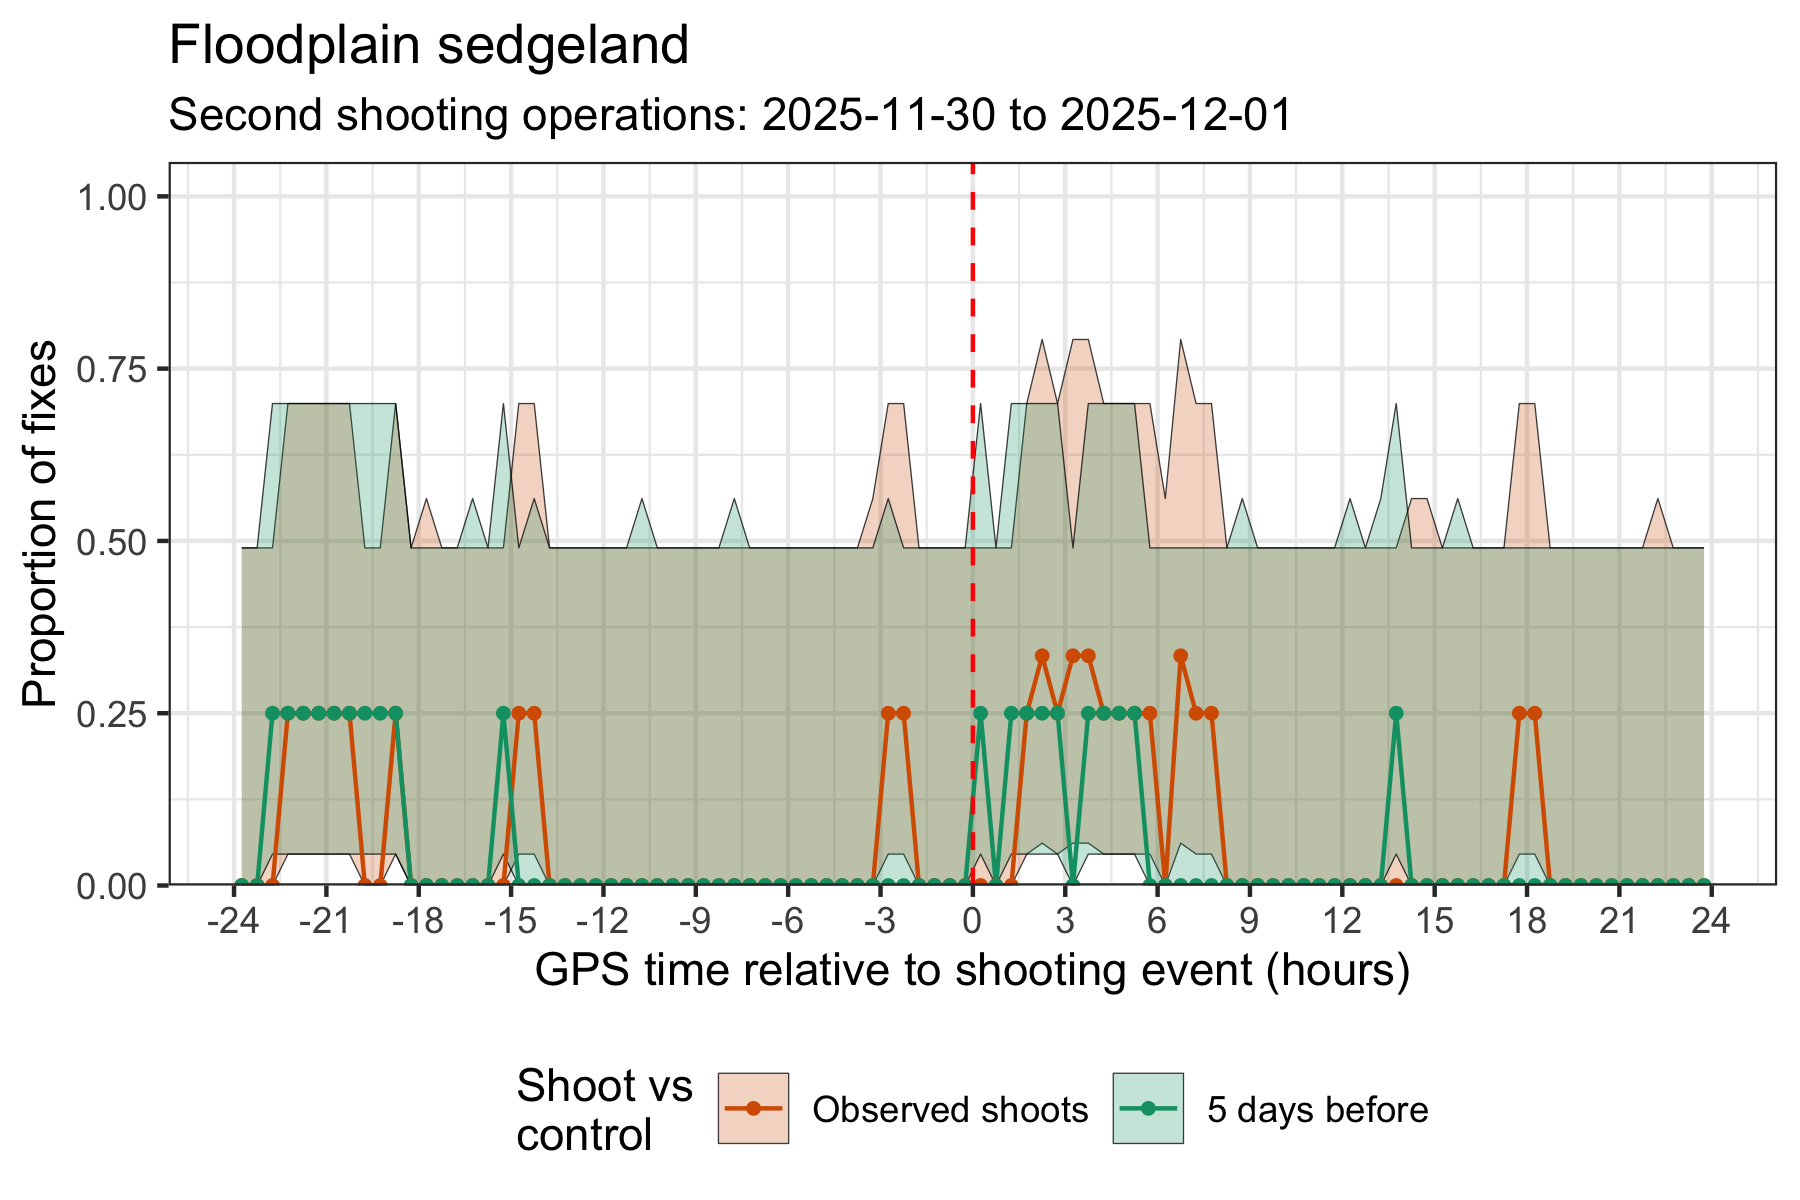 Floodplain sedgeland
Second shooting operations: 2025-11-30 to 2025-12-01
Proportion of fixes
1.00
0.75
0.50
0.25
0.00
-24 -21 -18 -15 -12 -9 -6 -3 0 3 6 9 12 15 18 21 24
GPS time relative to shooting event (hours)
Shoot vs
control
Observed shoots
5 days before